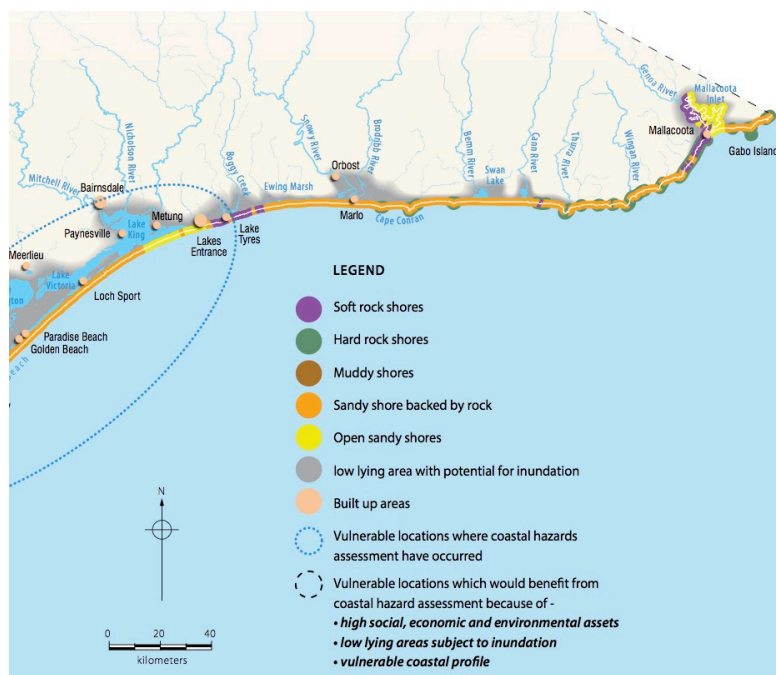 Genoa River
Mallacoota
Inlet
Mallacoota
Gabo Island
Mitchell River
Nicholson River
Bairnsdale
Paynesville
Lake
King
Metung
Lakes
Entrance
Lake
Tyres
Boggy Creek
Ewing Marsh
Snowy River
Orbost
Brodribb River
Marlo
Cape Conran
Bemm River
Swan
Lake
Cann River
Thurra River
Wingan River
Meerlieu
Lake
Victoria
Loch Sport
gton
Paradise Beach
Golden Beach
each
LEGEND
Soft rock shores
Hard rock shores
Muddy shores
Sandy shore backed by rock
Open sandy shores
low lying area with potential for inundation
Built up areas
Vulnerable locations where coastal hazards
assessment have occurred
Vulnerable locations which would benefit from
coastal hazard assessment because of -
• high social, economic and environmental assets
• low lying areas subject to inundation
• vulnerable coastal profile
N
0 20 40
kilometers